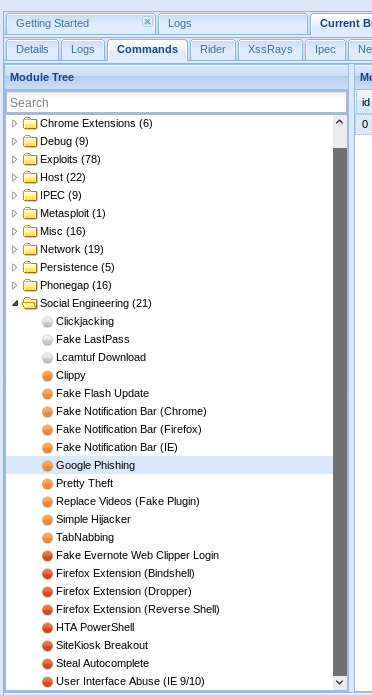 Getting Started Logs Current B
Details Logs Commands Rider XssRays Ipec Ne
Module Tree Mo
Search id
Chrome Extensions (6) 0
Debug (9)
Exploits (78)
Host (22)
IPEC (9)
Metasploit (1)
Misc (16)
Network (19)
Persistence (5)
Phonegap (16)
Social Engineering (21)
Clickjacking
Fake LastPass
Lcamtuf Download
Clippy
Fake Flash Update
Fake Notification Bar (Chrome)
Fake Notification Bar (Firefox)
Fake Notification Bar (IE)
Google Phishing
Pretty Theft
Replace Videos (Fake Plugin)
Simple Hijacker
TabNabbing
Fake Evernote Web Clipper Login
Firefox Extension (Bindshell)
Firefox Extension (Dropper)
Firefox Extension (Reverse Shell)
HTA PowerShell
SiteKiosk Breakout
Steal Autocomplete
User Interface Abuse (IE 9/10)